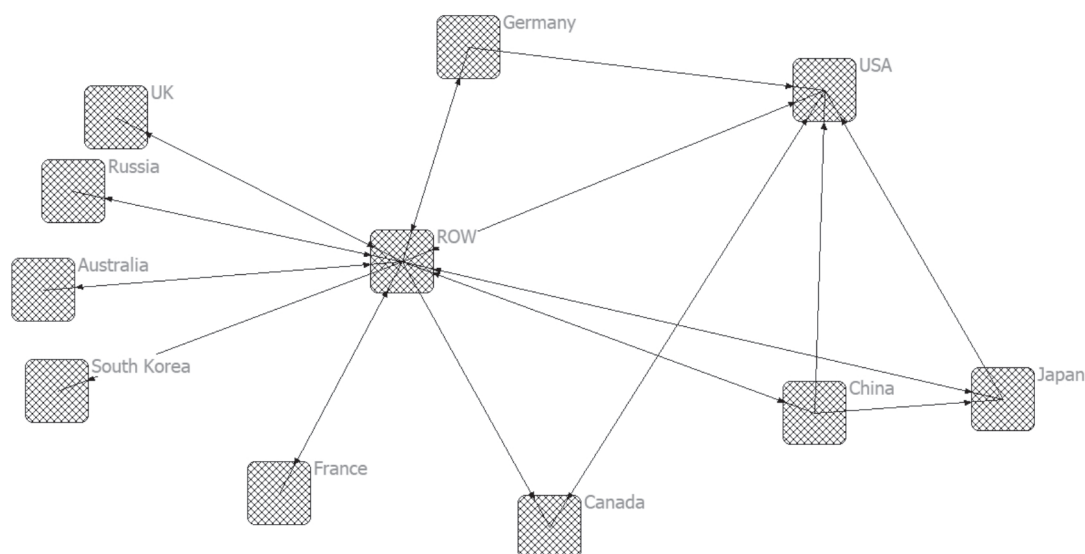 Germany
USA
UK
Russia
ROW
Australia
South Korea
China
Japan
France
Canada